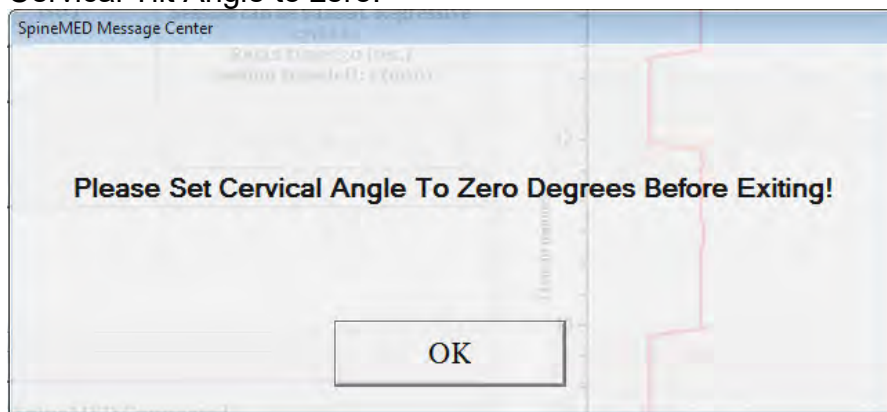 Cervical Tilt Angle to zero.
SpineMED Message Center
Please Set Cervical Angle To Zero Degrees Before Exiting!
OK